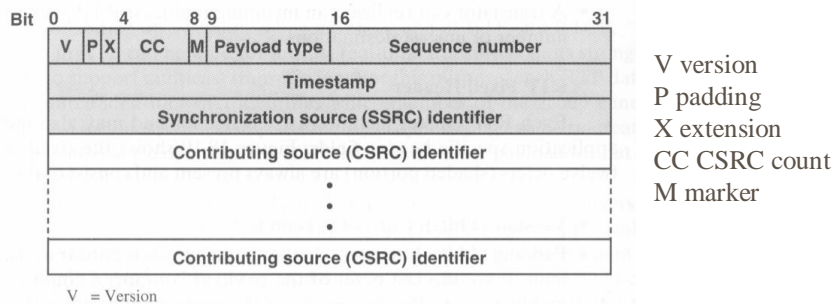 Bit 0 4 8 9 16 31
V P X CC M Payload type Sequence number
Timestamp
Synchronization source (SSRC) identifier
Contributing source (CSRC) identifier
Contributing source (CSRC) identifier
V = Version
V version
P padding
X extension
CC CSRC count
M marker